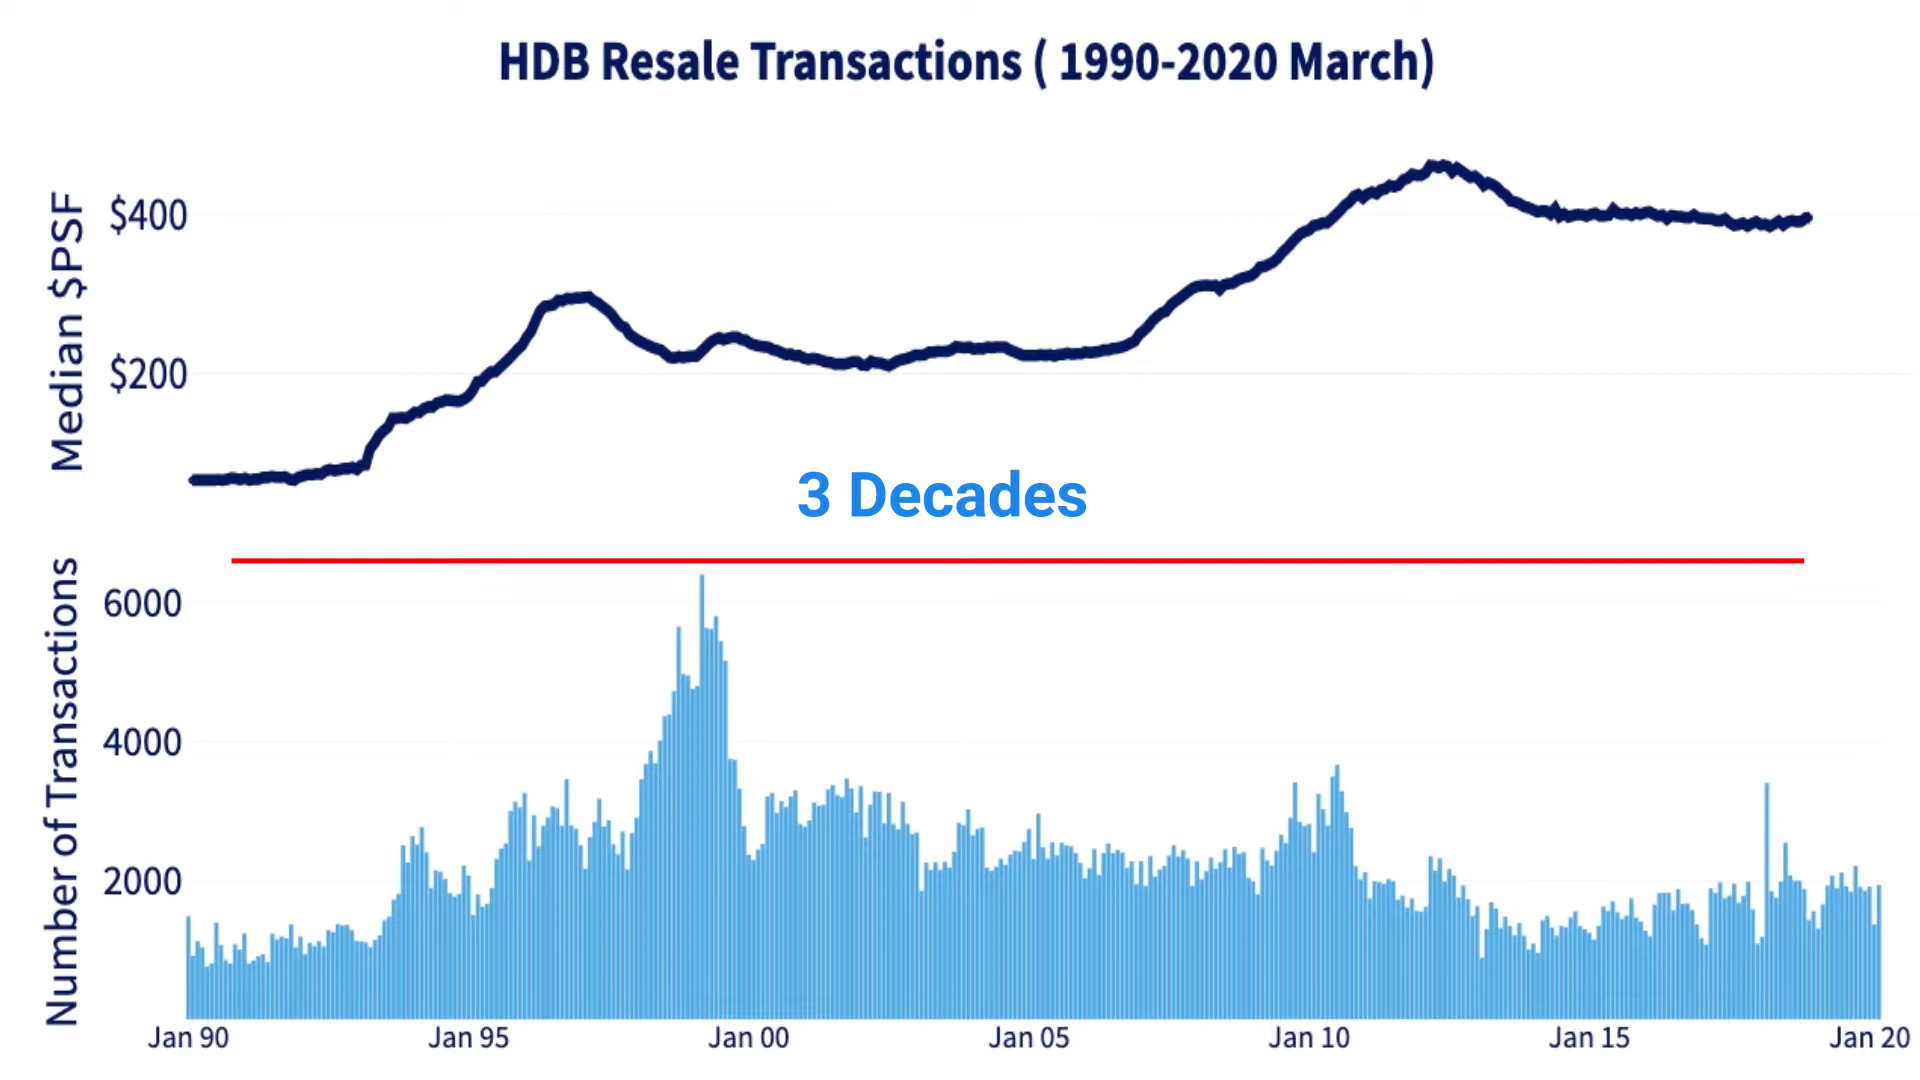 HDB Resale Transactions ( 1990-2020 March)
Median $PSF
$400
$200
3 Decades
Number of Transactions
6000
4000
2000
Jan 90 Jan 95 Jan 00 Jan 05 Jan 10 Jan 15 Jan 20